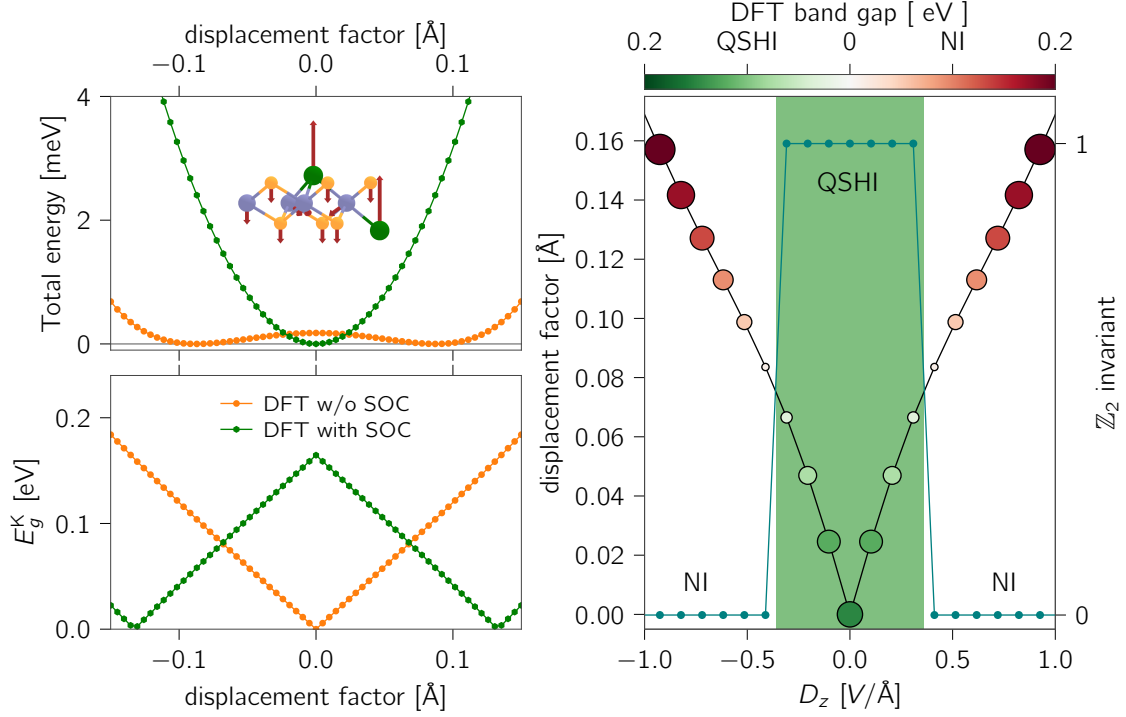 displacement factor [Å]
−0.1 0.0 0.1
4
2
0
Total energy [meV]
0.2
0.1
0.0
E_g^K [eV]
DFT w/o SOC
DFT with SOC
−0.1 0.0 0.1
displacement factor [Å]
DFT band gap [ eV ]
0.2 QSHI 0 NI 0.2
0.16
0.14
0.12
0.10
0.08
0.06
0.04
0.02
0.00
displacement factor [Å]
QSHI
NI NI
1
0
ℤ₂ invariant
−1.0 −0.5 0.0 0.5 1.0
D_z [V/Å]